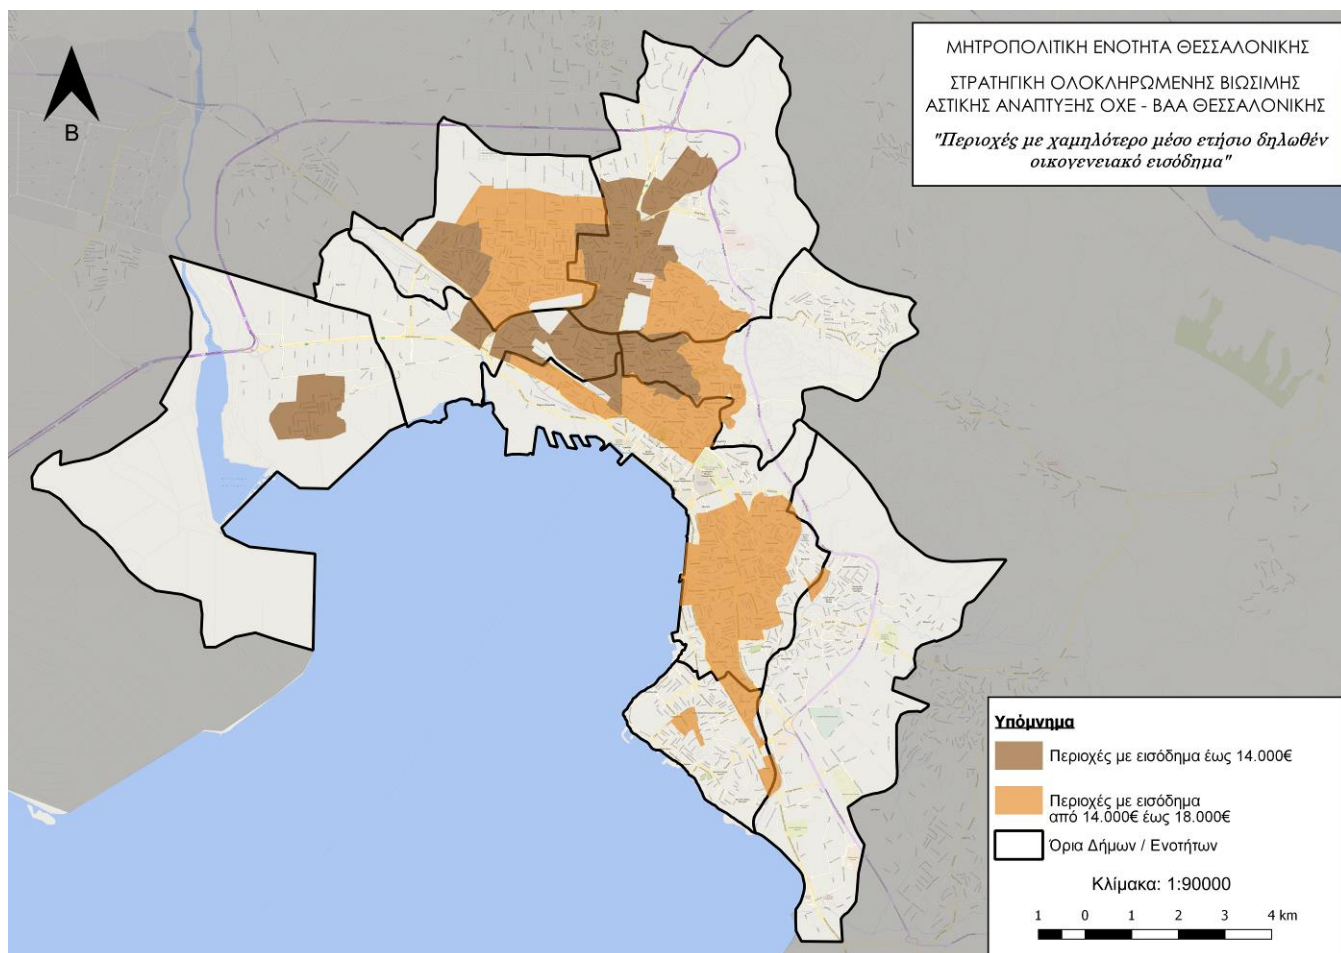 ΜΗΤΡΟΠΟΛΙΤΙΚΗ ΕΝΟΤΗΤΑ ΘΕΣΣΑΛΟΝΙΚΗΣ
ΣΤΡΑΤΗΓΙΚΗ ΟΛΟΚΛΗΡΩΜΕΝΗΣ ΒΙΩΣΙΜΗΣ
ΑΣΤΙΚΗΣ ΑΝΑΠΤΥΞΗΣ ΟΧΕ - ΒΑΑ ΘΕΣΣΑΛΟΝΙΚΗΣ
"Περιοχές με χαμηλότερο μέσο ετήσιο δηλωθέν
οικογενειακό εισόδημα"
Β
Υπόμνημα
Περιοχές με εισόδημα έως 14.000€
Περιοχές με εισόδημα
από 14.000€ έως 18.000€
Όρια Δήμων / Ενοτήτων
Κλίμακα: 1:90000
1 0 1 2 3 4 km